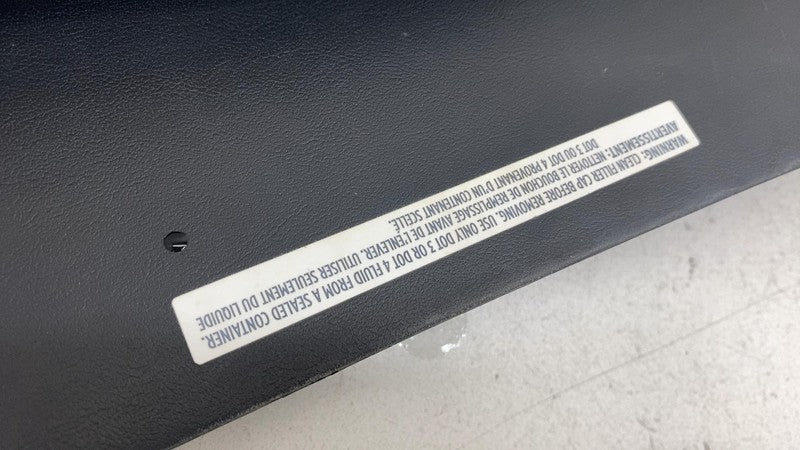 WARNING: CLEAN FILLER CAP BEFORE REMOVING. USE ONLY DOT 3 OR DOT 4 FLUID FROM A SEALED CONTAINER.
AVERTISSEMENT: NETTOYER LE BOUCHON DE REMPLISSAGE AVANT DE L'ENLEVER. UTILISER SEULEMENT DU LIQUIDE
DOT 3 OU DOT 4 PROVENANT D'UN CONTENANT SCELLÉ.